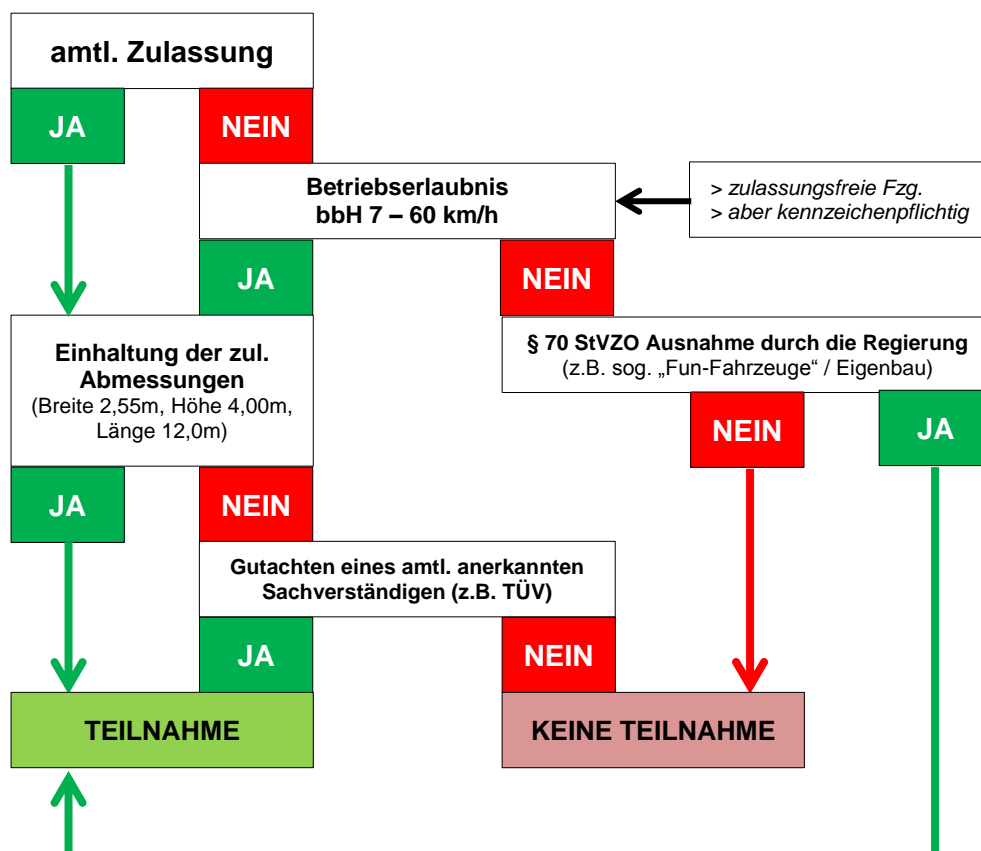 amtl. Zulassung
JA
NEIN
Betriebserlaubnis
bbH 7 – 60 km/h
> zulassungsfreie Fzg.
> aber kennzeichenpflichtig
JA
NEIN
Einhaltung der zul.
Abmessungen
(Breite 2,55m, Höhe 4,00m,
Länge 12,0m)
§ 70 StVZO Ausnahme durch die Regierung
(z.B. sog. „Fun-Fahrzeuge“ / Eigenbau)
NEIN
JA
JA
NEIN
Gutachten eines amtl. anerkannten
Sachverständigen (z.B. TÜV)
JA
NEIN
TEILNAHME
KEINE TEILNAHME